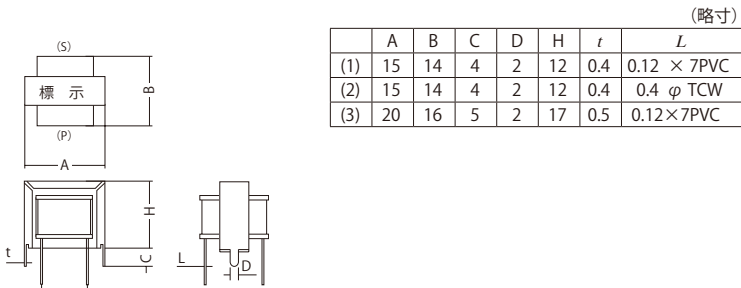 （略寸）
A B C D H t L
(1) 15 14 4 2 12 0.4 0.12 × 7PVC
(2) 15 14 4 2 12 0.4 0.4 φ TCW
(3) 20 16 5 2 17 0.5 0.12×7PVC
(S)
標 示
B
(P)
A
H
t
C
L
D